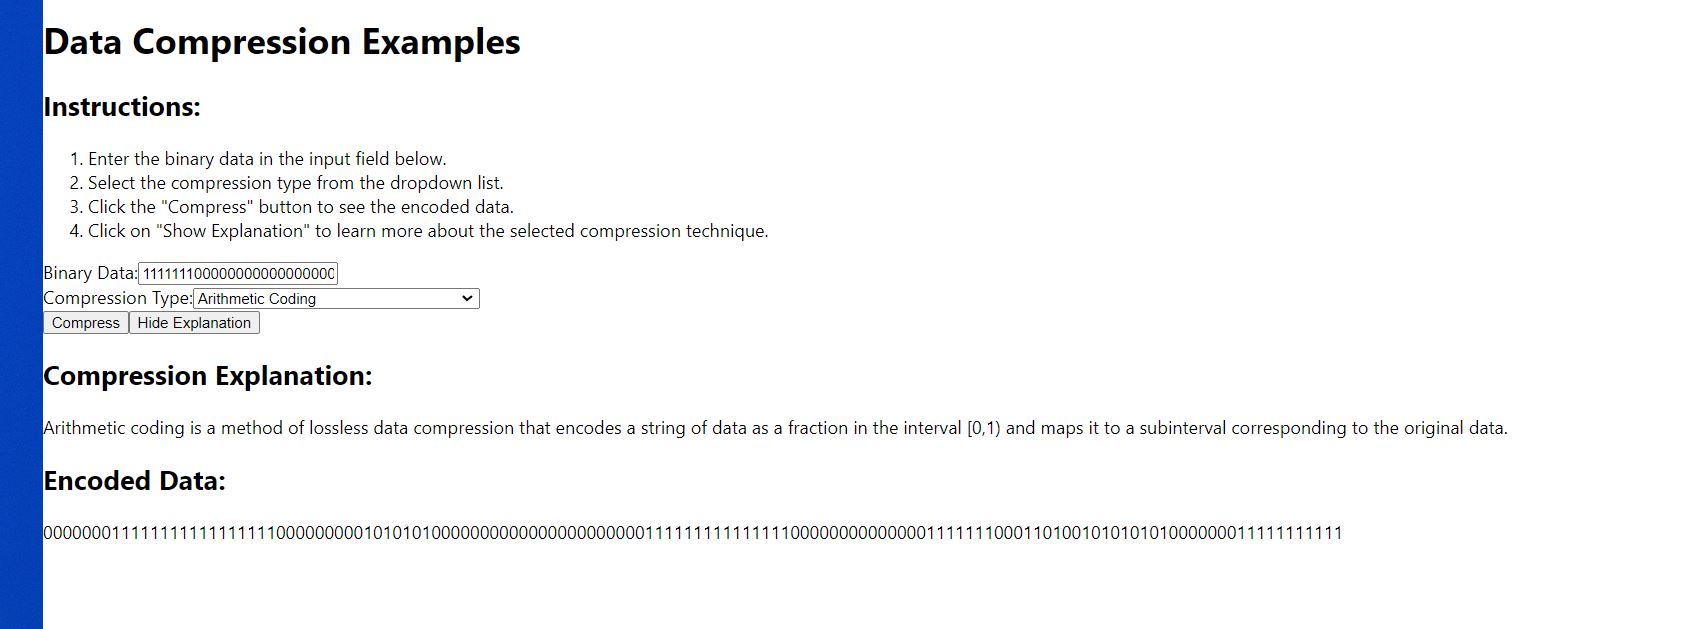 Data Compression Examples
Instructions:
1. Enter the binary data in the input field below.
2. Select the compression type from the dropdown list.
3. Click the "Compress" button to see the encoded data.
4. Click on "Show Explanation" to learn more about the selected compression technique.
Binary Data: 111111100000000000000000
Compression Type: Arithmetic Coding
Compress Hide Explanation
Compression Explanation:
Arithmetic coding is a method of lossless data compression that encodes a string of data as a fraction in the interval [0,1) and maps it to a subinterval corresponding to the original data.
Encoded Data:
00000001111111111111111100000000010101010000000000000000000000111111111111111000000000000001111111000110100101010101000000011111111111